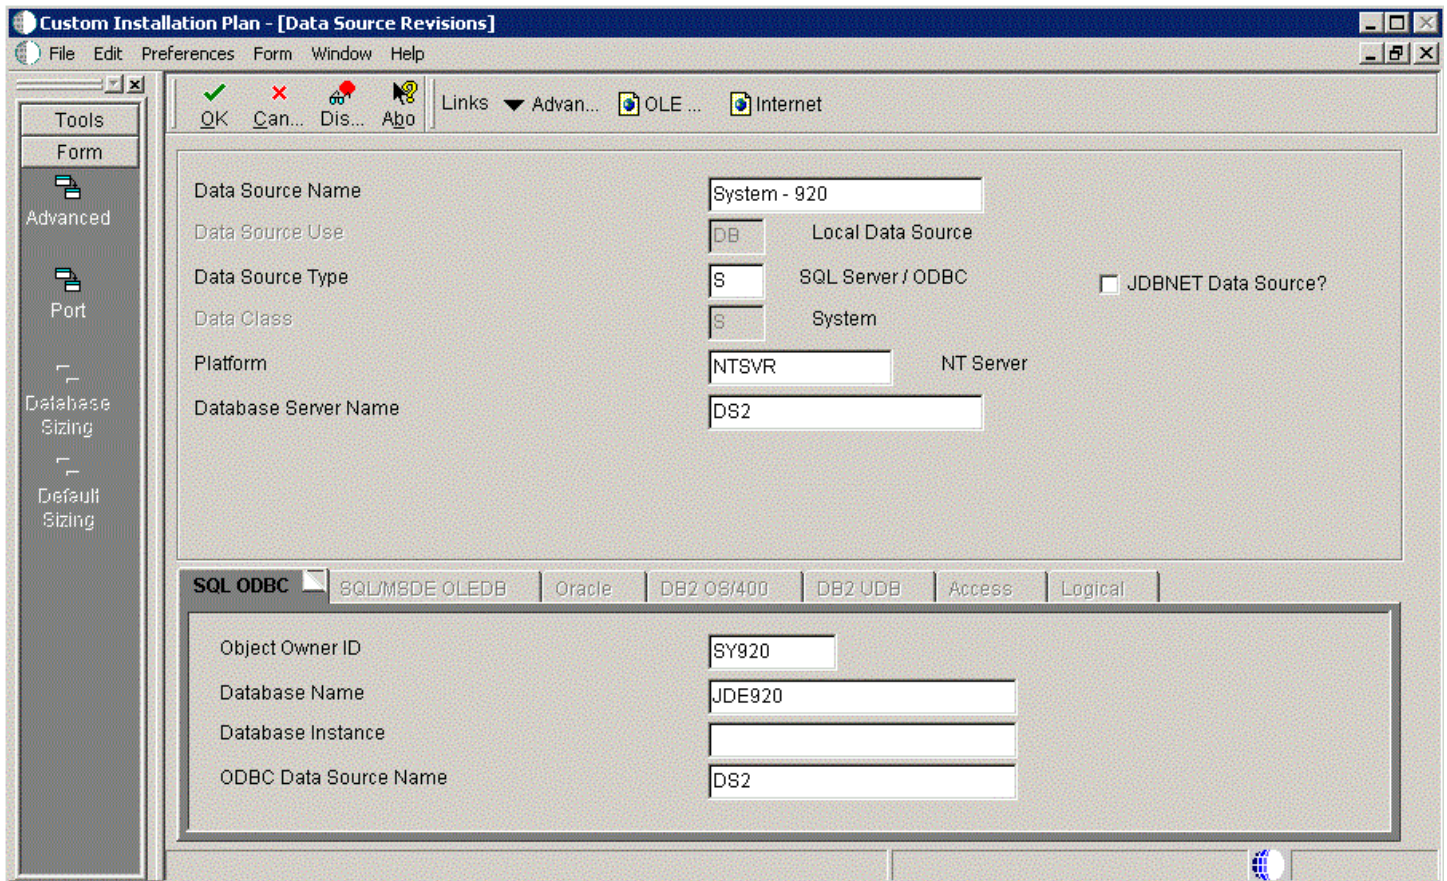 Custom Installation Plan - [Data Source Revisions]
File Edit Preferences Form Window Help
Tools
Form
Advanced
Port
Database
Sizing
Default
Sizing
OK Can... Dis... Abo Links Advan... OLE ... Internet
Data Source Name System - 920
Data Source Use DB Local Data Source
Data Source Type S SQL Server / ODBC JDBNET Data Source?
Data Class S System
Platform NTSVR NT Server
Database Server Name DS2
SQL ODBC SQL/MSDE OLEDB Oracle DB2 OS/400 DB2 UDB Access Logical
Object Owner ID SY920
Database Name JDE920
Database Instance
ODBC Data Source Name DS2